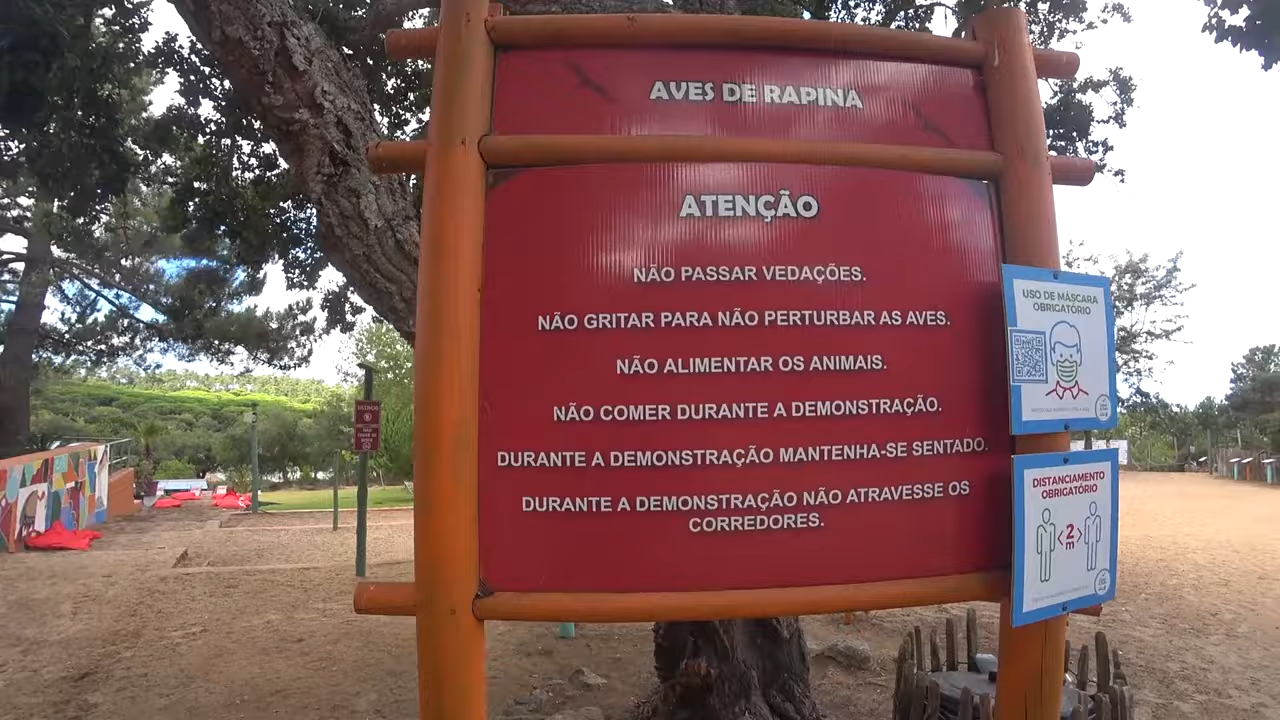 AVES DE RAPINA
ATENÇÃO
NÃO PASSAR VEDAÇÕES.
NÃO GRITAR PARA NÃO PERTURBAR AS AVES.
NÃO ALIMENTAR OS ANIMAIS.
NÃO COMER DURANTE A DEMONSTRAÇÃO.
DURANTE A DEMONSTRAÇÃO MANTENHA-SE SENTADO.
DURANTE A DEMONSTRAÇÃO NÃO ATRAVESSE OS
CORREDORES.
USO DE MÁSCARA
OBRIGATÓRIO
DISTANCIAMENTO
OBRIGATÓRIO
2
m